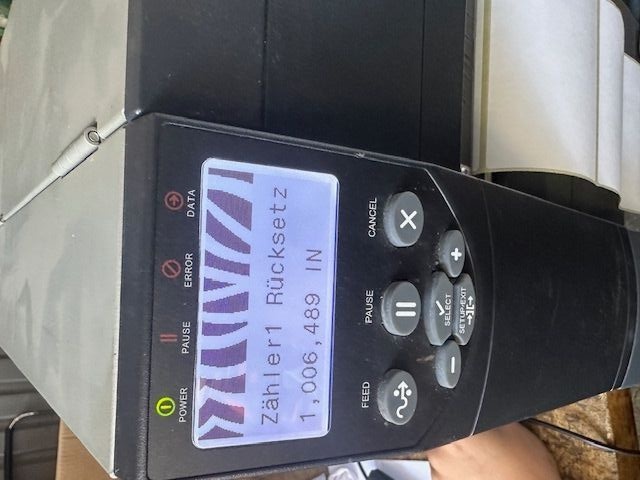 POWER PAUSE ERROR DATA
Zähler1 Rücksetz
1,006,489 IN
FEED PAUSE CANCEL
SELECT
SETUP/EXIT